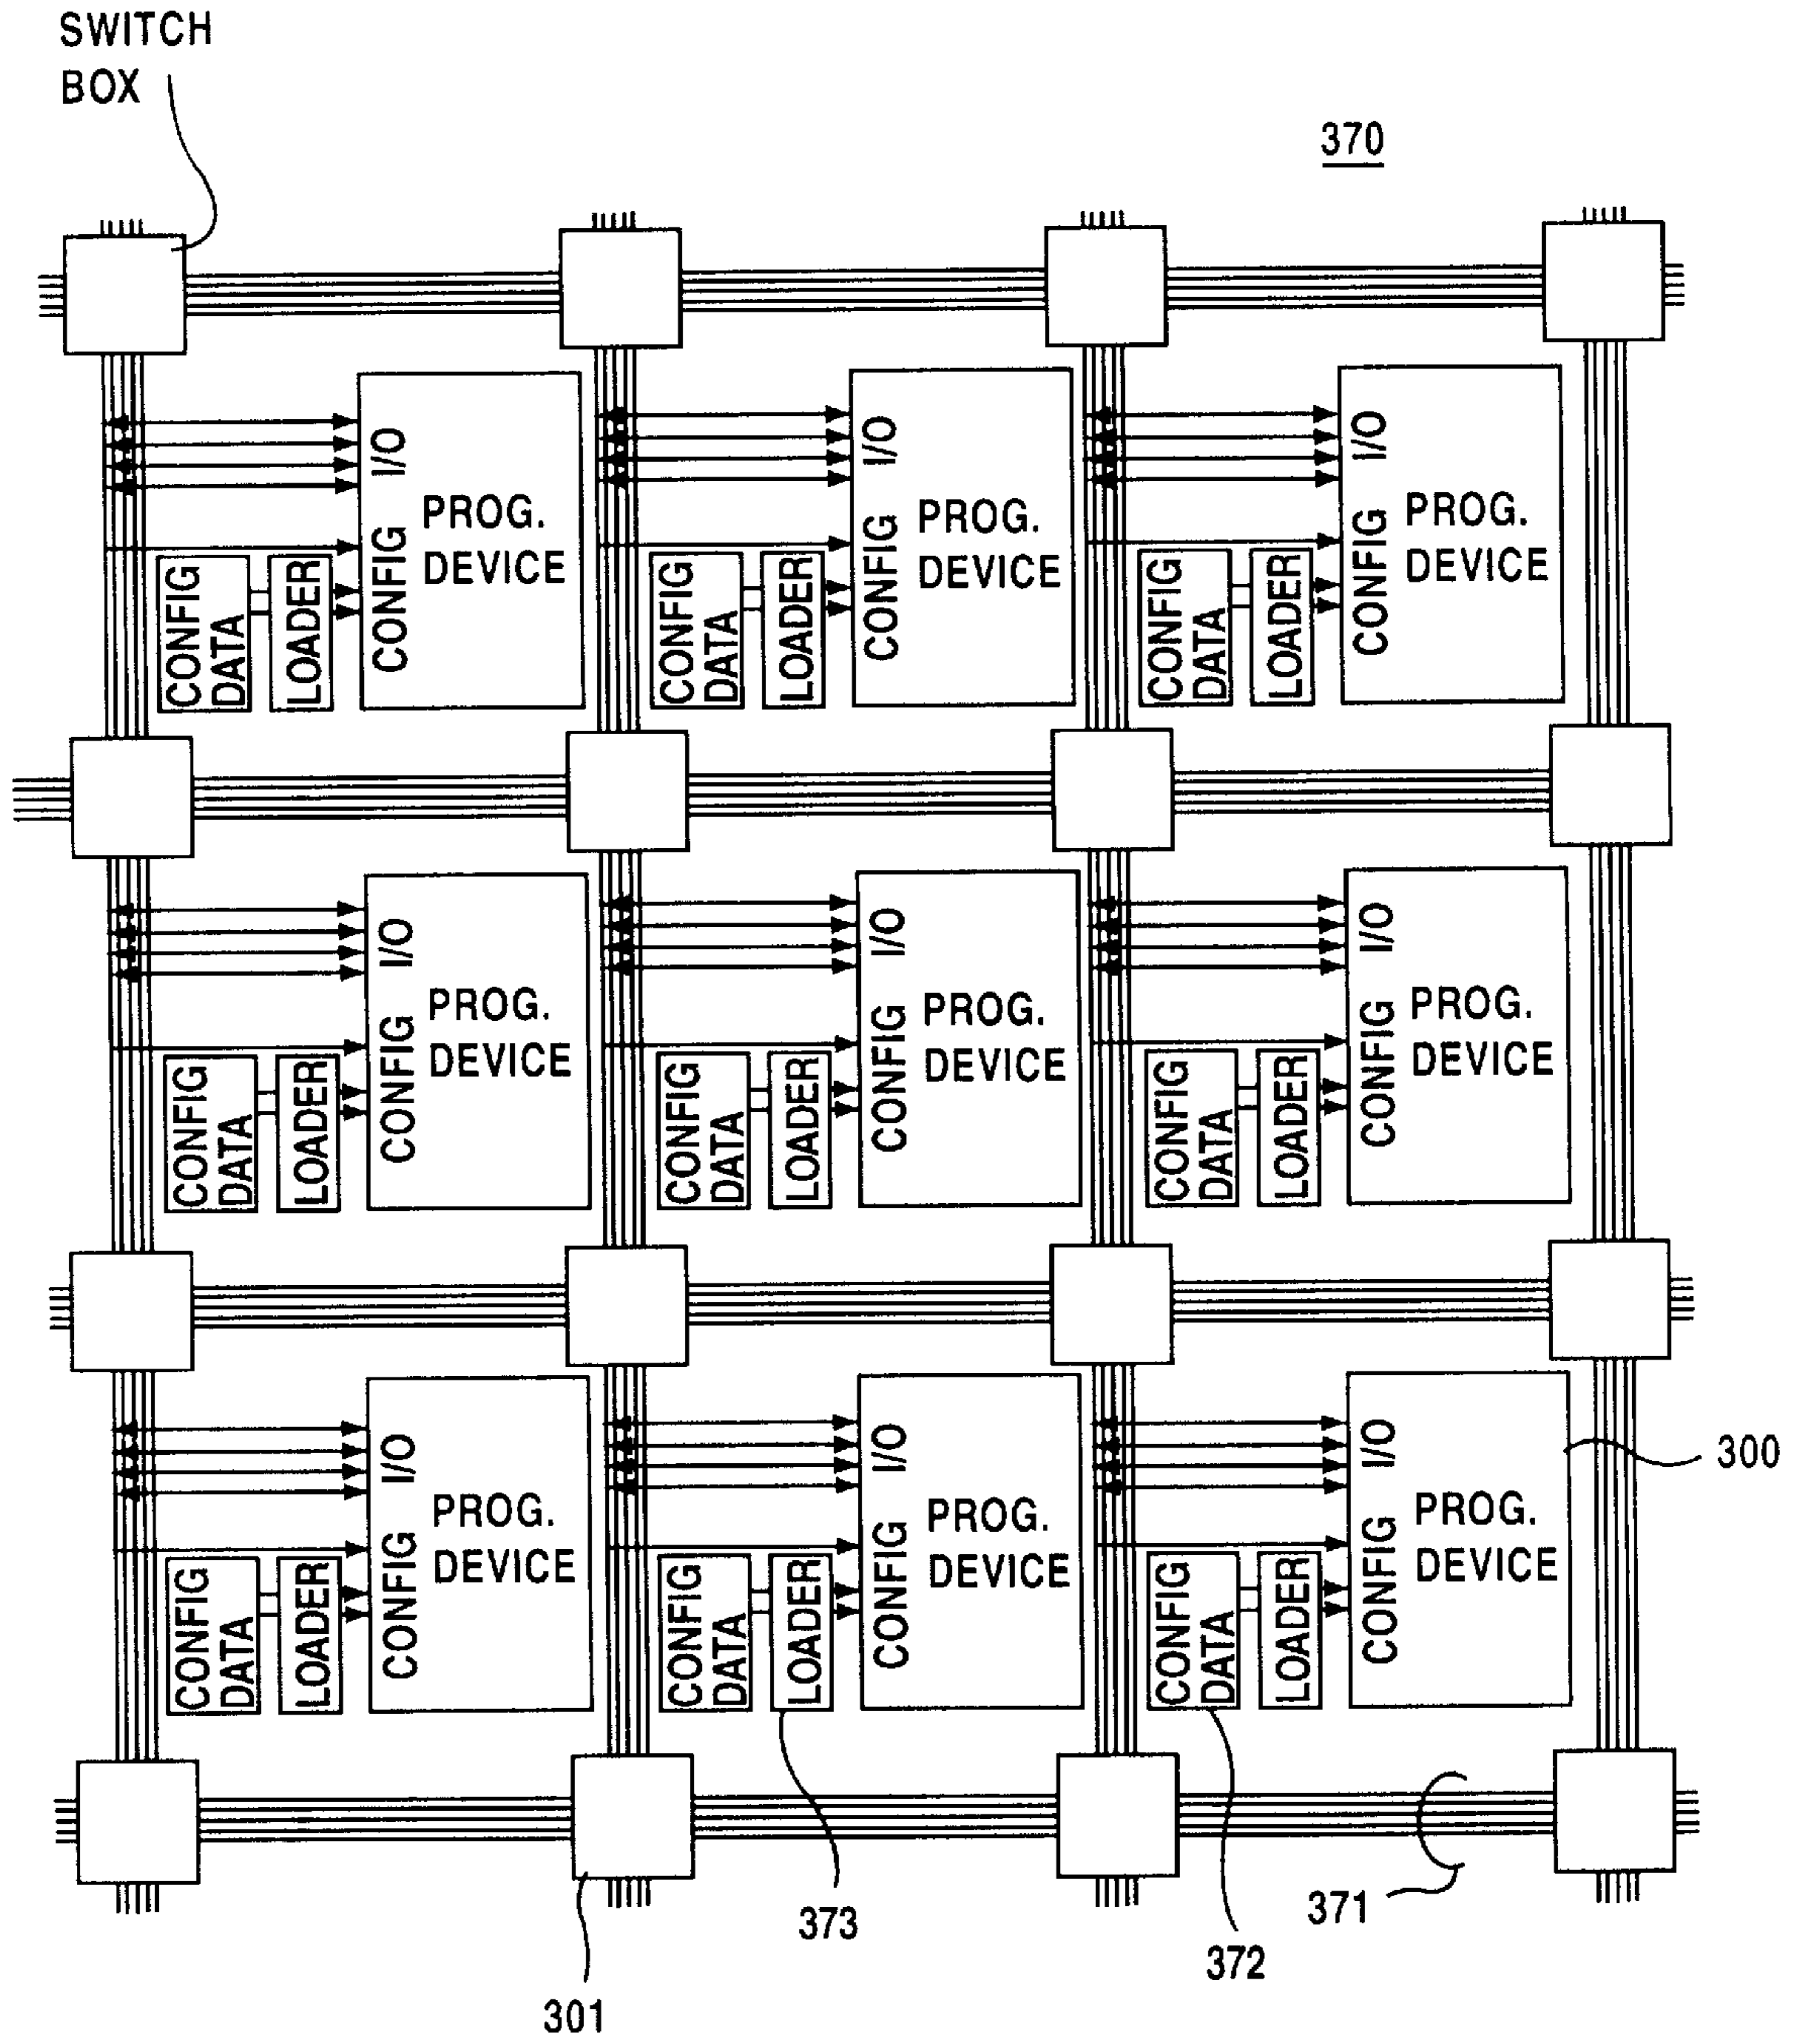 SWITCH
BOX
370
I/O
CONFIG
PROG.
DEVICE
CONFIG
DATA
LOADER
I/O
CONFIG
PROG.
DEVICE
CONFIG
DATA
LOADER
I/O
CONFIG
PROG.
DEVICE
CONFIG
DATA
LOADER
I/O
CONFIG
PROG.
DEVICE
CONFIG
DATA
LOADER
I/O
CONFIG
PROG.
DEVICE
CONFIG
DATA
LOADER
I/O
CONFIG
PROG.
DEVICE
CONFIG
DATA
LOADER
I/O
CONFIG
PROG.
DEVICE
CONFIG
DATA
LOADER
I/O
CONFIG
PROG.
DEVICE
CONFIG
DATA
LOADER
I/O
CONFIG
PROG.
DEVICE
CONFIG
DATA
LOADER
300
371
373
372
301